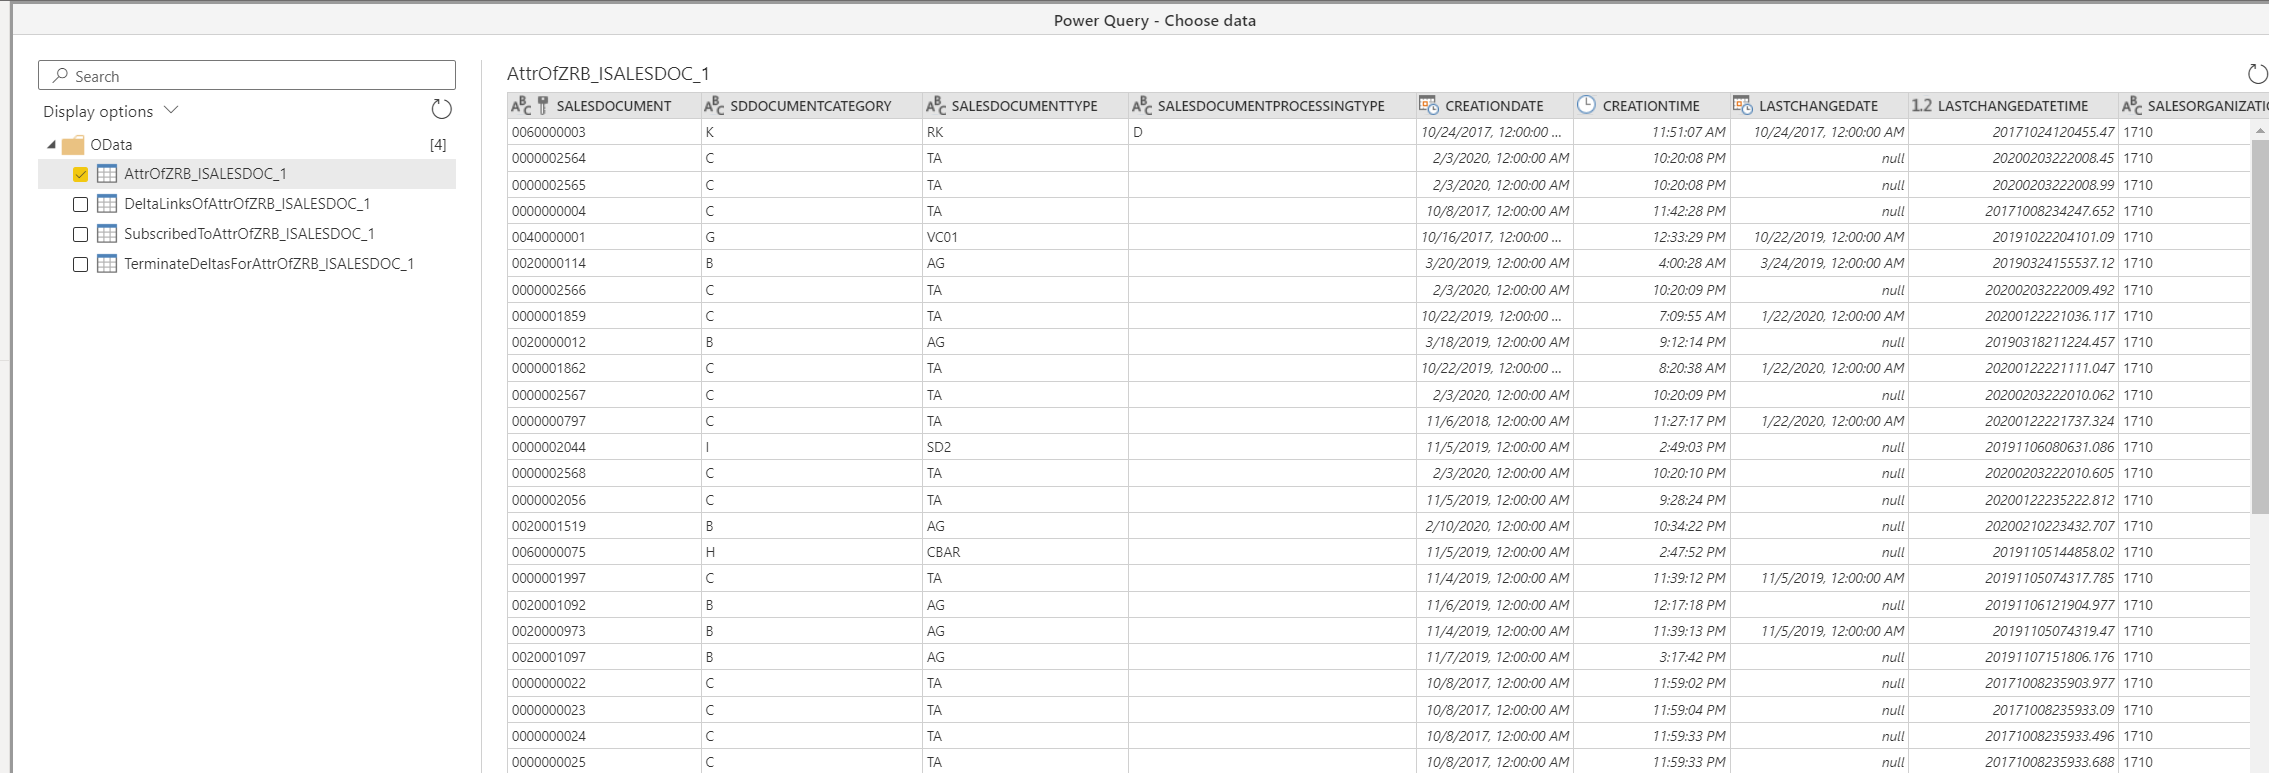 Power Query - Choose data
Search
Display options
OData [4]
AttrOfZRB_ISALESDOC_1
DeltaLinksOfAttrOfZRB_ISALESDOC_1
SubscribedToAttrOfZRB_ISALESDOC_1
TerminateDeltasForAttrOfZRB_ISALESDOC_1
AttrOfZRB_ISALESDOC_1
ABC SALESDOCUMENT ABC SDDOCUMENTCATEGORY ABC SALESDOCUMENTTYPE ABC SALESDOCUMENTPROCESSINGTYPE CREATIONDATE CREATIONTIME LASTCHANGEDATE 1.2 LASTCHANGEDATETIME ABC SALESORGANIZATIO
0060000003 K RK D 10/24/2017, 12:00:00 ... 11:51:07 AM 10/24/2017, 12:00:00 AM 20171024120455.47 1710
0000002564 C TA 2/3/2020, 12:00:00 AM 10:20:08 PM null 20200203222008.45 1710
0000002565 C TA 2/3/2020, 12:00:00 AM 10:20:08 PM null 20200203222008.99 1710
0000000004 C TA 10/8/2017, 12:00:00 AM 11:42:28 PM null 20171008234247.652 1710
0040000001 G VC01 10/16/2017, 12:00:00 ... 12:33:29 PM 10/22/2019, 12:00:00 AM 20191022204101.09 1710
0020000114 B AG 3/20/2019, 12:00:00 AM 4:00:28 AM 3/24/2019, 12:00:00 AM 20190324155537.12 1710
0000002566 C TA 2/3/2020, 12:00:00 AM 10:20:09 PM null 20200203222009.492 1710
0000001859 C TA 10/22/2019, 12:00:00 ... 7:09:55 AM 1/22/2020, 12:00:00 AM 20200122221036.117 1710
0020000012 B AG 3/18/2019, 12:00:00 AM 9:12:14 PM null 20190318211224.457 1710
0000001862 C TA 10/22/2019, 12:00:00 ... 8:20:38 AM 1/22/2020, 12:00:00 AM 20200122221111.047 1710
0000002567 C TA 2/3/2020, 12:00:00 AM 10:20:09 PM null 20200203222010.062 1710
0000000797 C TA 11/6/2018, 12:00:00 AM 11:27:17 PM 1/22/2020, 12:00:00 AM 20200122221737.324 1710
0000002044 I SD2 11/5/2019, 12:00:00 AM 2:49:03 PM null 20191106080631.086 1710
0000002568 C TA 2/3/2020, 12:00:00 AM 10:20:10 PM null 20200203222010.605 1710
0000002056 C TA 11/5/2019, 12:00:00 AM 9:28:24 PM null 20200122235222.812 1710
0020001519 B AG 2/10/2020, 12:00:00 AM 10:34:22 PM null 20200210223432.707 1710
0060000075 H CBAR 11/5/2019, 12:00:00 AM 2:47:52 PM null 20191105144858.02 1710
0000001997 C TA 11/4/2019, 12:00:00 AM 11:39:12 PM 11/5/2019, 12:00:00 AM 20191105074317.785 1710
0020001092 B AG 11/6/2019, 12:00:00 AM 12:17:18 PM null 20191106121904.977 1710
0020000973 B AG 11/4/2019, 12:00:00 AM 11:39:13 PM 11/5/2019, 12:00:00 AM 20191105074319.47 1710
0020001097 B AG 11/7/2019, 12:00:00 AM 3:17:42 PM null 20191107151806.176 1710
0000000022 C TA 10/8/2017, 12:00:00 AM 11:59:02 PM null 20171008235903.977 1710
0000000023 C TA 10/8/2017, 12:00:00 AM 11:59:04 PM null 20171008235933.09 1710
0000000024 C TA 10/8/2017, 12:00:00 AM 11:59:33 PM null 20171008235933.496 1710
0000000025 C TA 10/8/2017, 12:00:00 AM 11:59:33 PM null 20171008235933.688 1710